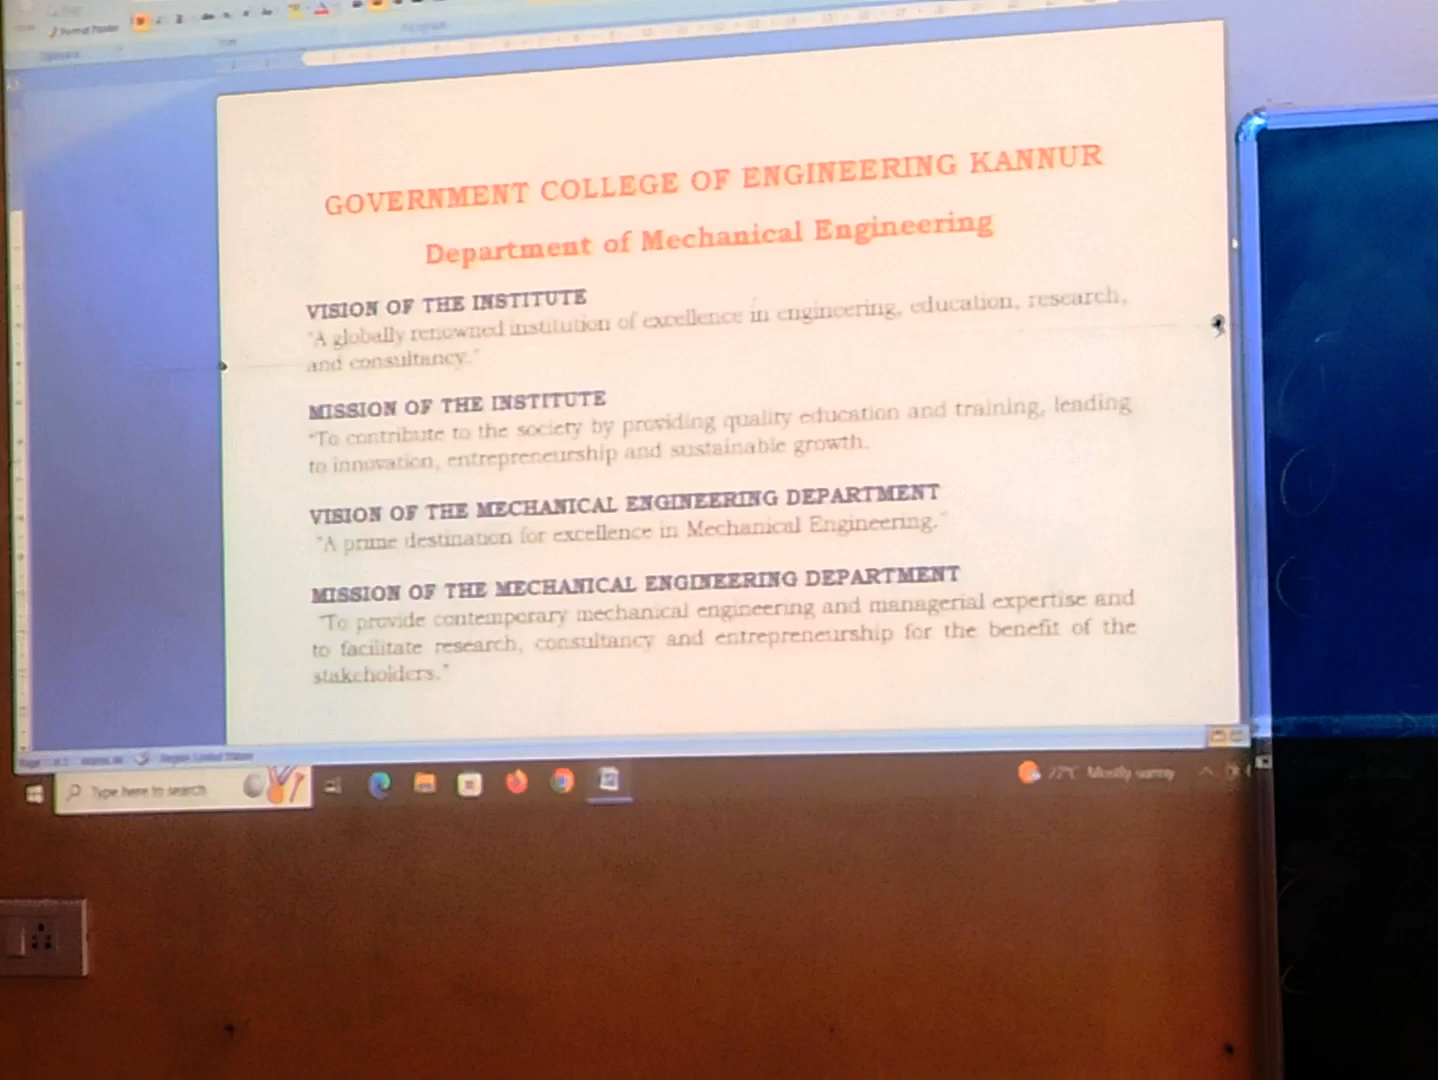 Format Painter
Paragraph
GOVERNMENT COLLEGE OF ENGINEERING KANNUR
Department of Mechanical Engineering
VISION OF THE INSTITUTE
"A globally renowned institution of excellence in engineering, education, research,
and consultancy."
MISSION OF THE INSTITUTE
"To contribute to the society by providing quality education and training, leading
to innovation, entrepreneurship and sustainable growth.
VISION OF THE MECHANICAL ENGINEERING DEPARTMENT
"A prime destination for excellence in Mechanical Engineering."
MISSION OF THE MECHANICAL ENGINEERING DEPARTMENT
"To provide contemporary mechanical engineering and managerial expertise and
to facilitate research, consultancy and entrepreneurship for the benefit of the
stakeholders."
Type here to search
Mostly sunny